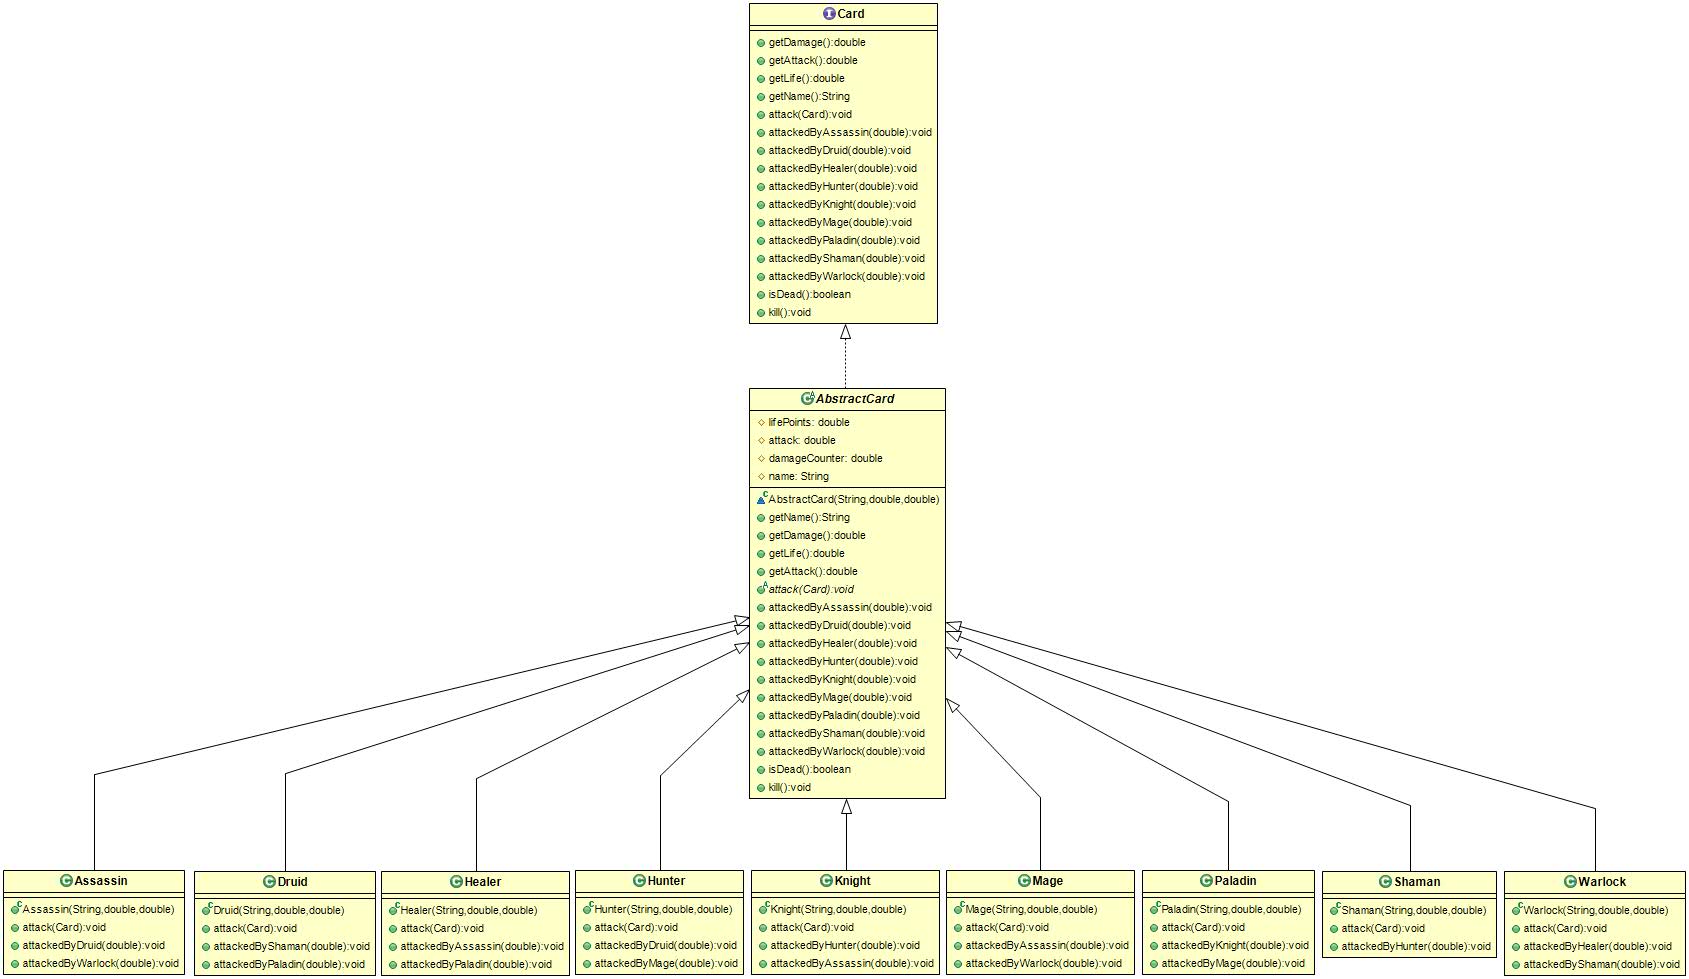 Card
getDamage():double
getAttack():double
getLife():double
getName():String
attack(Card):void
attackedByAssassin(double):void
attackedByDruid(double):void
attackedByHealer(double):void
attackedByHunter(double):void
attackedByKnight(double):void
attackedByMage(double):void
attackedByPaladin(double):void
attackedByShaman(double):void
attackedByWarlock(double):void
isDead():boolean
kill():void
AbstractCard
lifePoints: double
attack: double
damageCounter: double
name: String
AbstractCard(String,double,double)
getName():String
getDamage():double
getLife():double
getAttack():double
attack(Card):void
attackedByAssassin(double):void
attackedByDruid(double):void
attackedByHealer(double):void
attackedByHunter(double):void
attackedByKnight(double):void
attackedByMage(double):void
attackedByPaladin(double):void
attackedByShaman(double):void
attackedByWarlock(double):void
isDead():boolean
kill():void
Assassin
Assassin(String,double,double)
attack(Card):void
attackedByDruid(double):void
attackedByWarlock(double):void
Druid
Druid(String,double,double)
attack(Card):void
attackedByShaman(double):void
attackedByPaladin(double):void
Healer
Healer(String,double,double)
attack(Card):void
attackedByAssassin(double):void
attackedByPaladin(double):void
Hunter
Hunter(String,double,double)
attack(Card):void
attackedByDruid(double):void
attackedByMage(double):void
Knight
Knight(String,double,double)
attack(Card):void
attackedByHunter(double):void
attackedByAssassin(double):void
Mage
Mage(String,double,double)
attack(Card):void
attackedByAssassin(double):void
attackedByWarlock(double):void
Paladin
Paladin(String,double,double)
attack(Card):void
attackedByKnight(double):void
attackedByMage(double):void
Shaman
Shaman(String,double,double)
attack(Card):void
attackedByHunter(double):void
Warlock
Warlock(String,double,double)
attack(Card):void
attackedByHealer(double):void
attackedByShaman(double):void